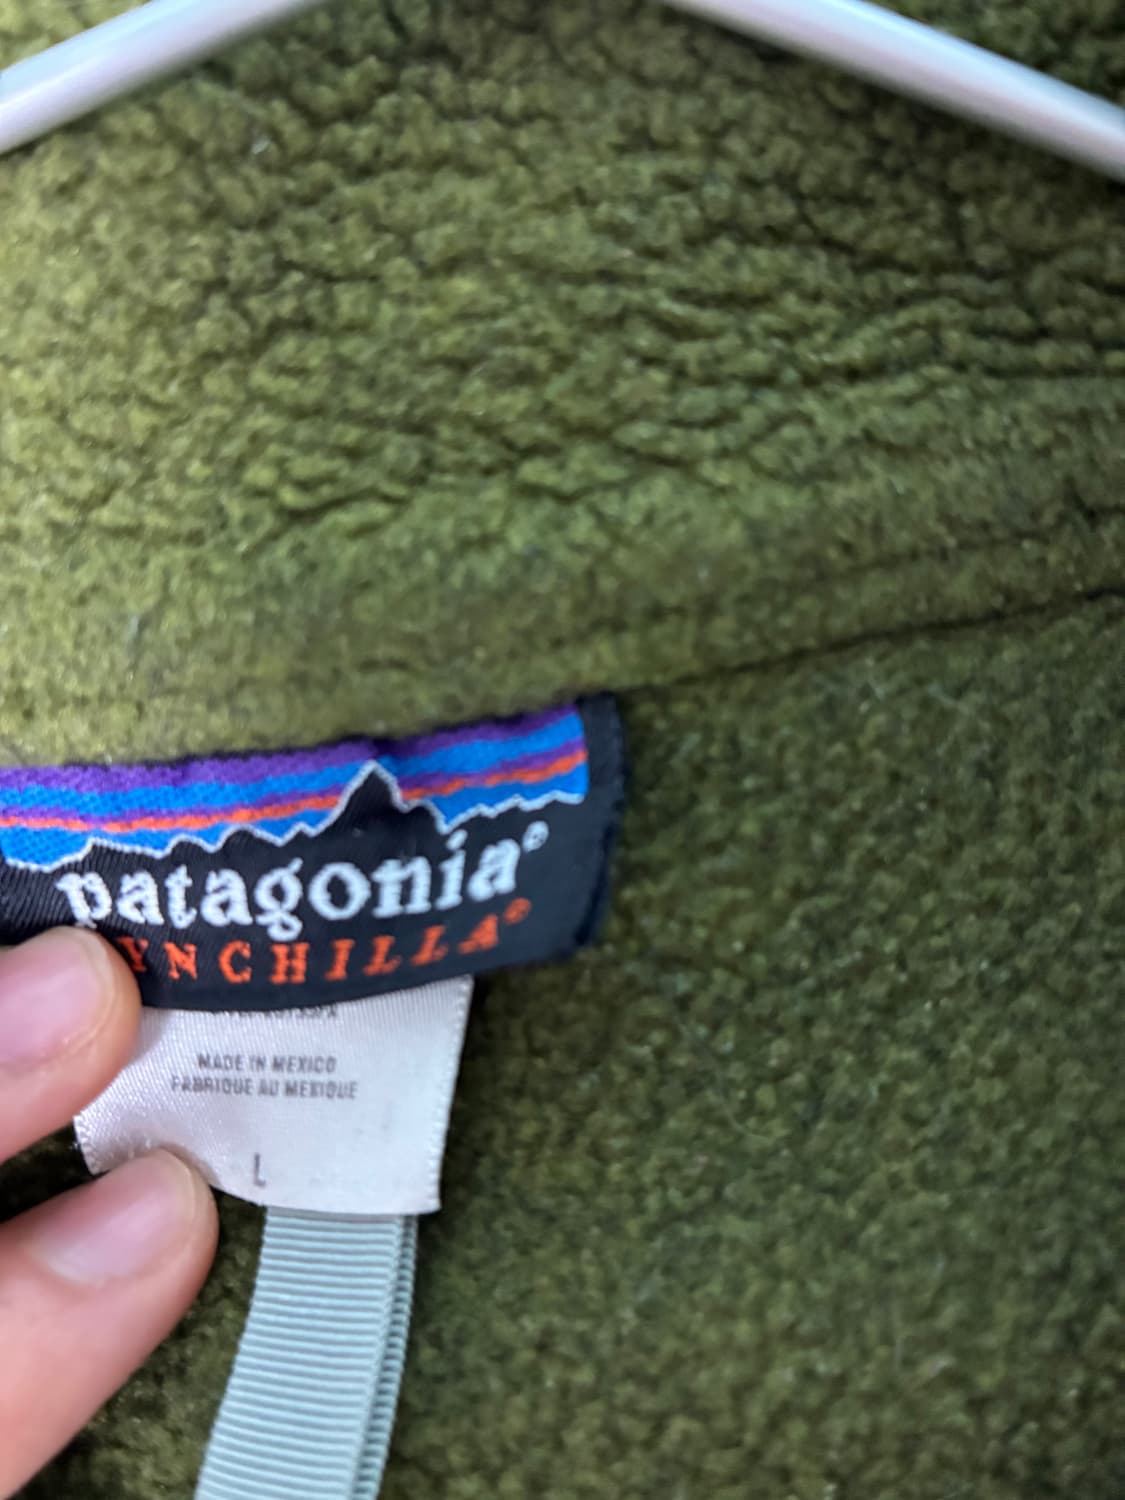 patagonia®
YNCHILLA®
MADE IN MEXICO
FABRIQUE AU MEXIQUE
L